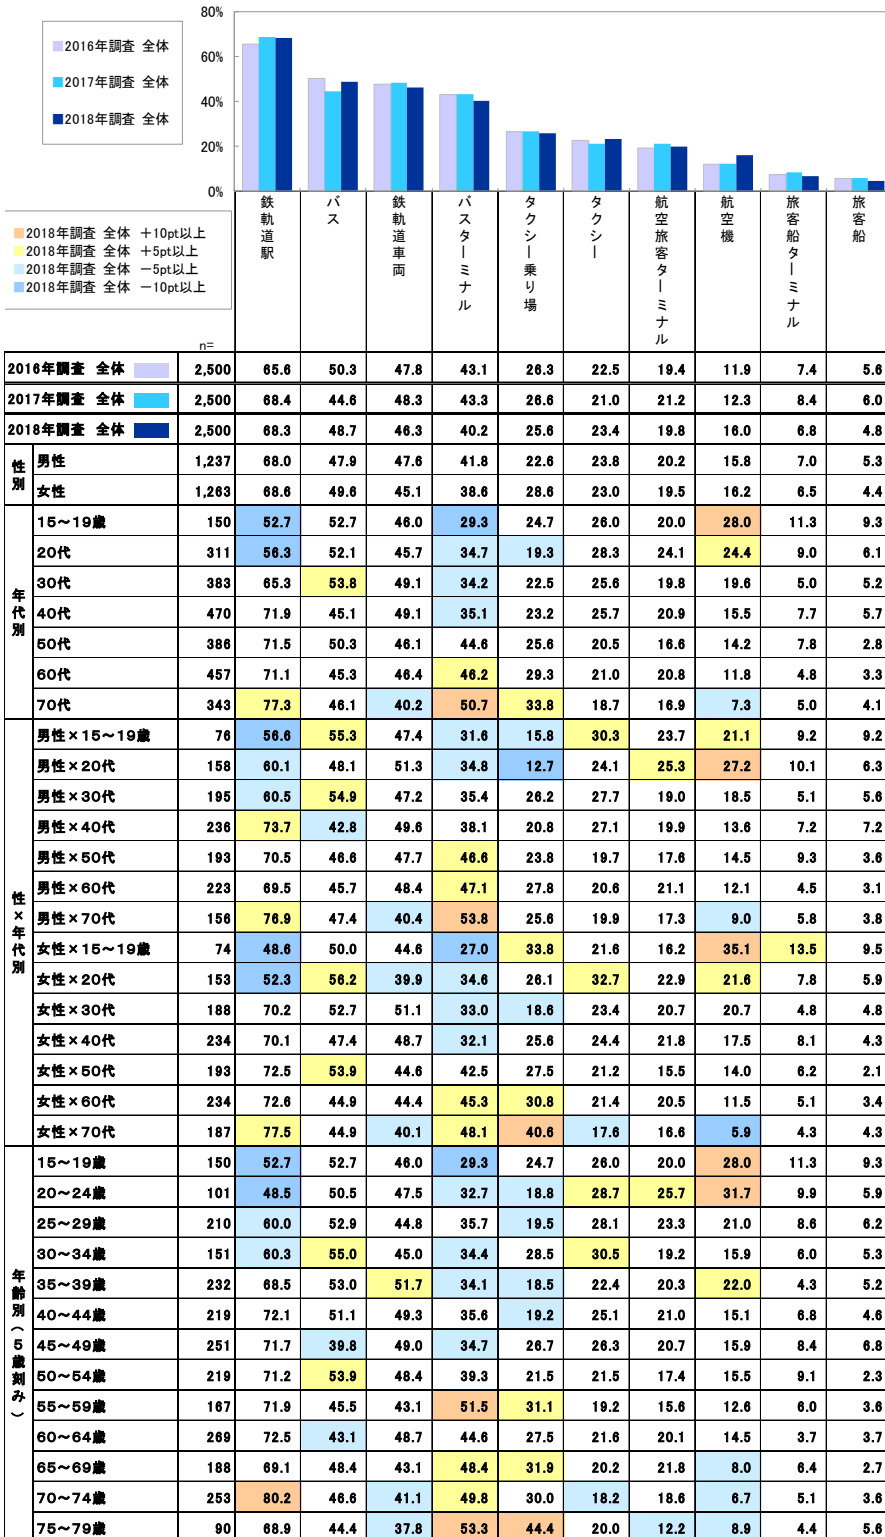 80%
60%
40%
20%
0%
2016年調査 全体
2017年調査 全体
2018年調査 全体
鉄軌道駅
バス
鉄軌道車両
バスターミナル
タクシー乗り場
タクシー
航空旅客ターミナル
航空機
旅客船ターミナル
旅客船
2018年調査 全体 +10pt以上
2018年調査 全体 +5pt以上
2018年調査 全体 -5pt以上
2018年調査 全体 -10pt以上
n=
2016年調査 全体 2,500 65.6 50.3 47.8 43.1 26.3 22.5 19.4 11.9 7.4 5.6
2017年調査 全体 2,500 68.4 44.6 48.3 43.3 26.6 21.0 21.2 12.3 8.4 6.0
2018年調査 全体 2,500 68.3 48.7 46.3 40.2 25.6 23.4 19.8 16.0 6.8 4.8
性別
男性 1,237 68.0 47.9 47.6 41.8 22.6 23.8 20.2 15.8 7.0 5.3
女性 1,263 68.6 49.6 45.1 38.6 28.6 23.0 19.5 16.2 6.5 4.4
年代別
15~19歳 150 52.7 52.7 46.0 29.3 24.7 26.0 20.0 28.0 11.3 9.3
20代 311 56.3 52.1 45.7 34.7 19.3 28.3 24.1 24.4 9.0 6.1
30代 383 65.3 53.8 49.1 34.2 22.5 25.6 19.8 19.6 5.0 5.2
40代 470 71.9 45.1 49.1 35.1 23.2 25.7 20.9 15.5 7.7 5.7
50代 386 71.5 50.3 46.1 44.6 25.6 20.5 16.6 14.2 7.8 2.8
60代 457 71.1 45.3 46.4 46.2 29.3 21.0 20.8 11.8 4.8 3.3
70代 343 77.3 46.1 40.2 50.7 33.8 18.7 16.9 7.3 5.0 4.1
性×年代別
男性×15~19歳 76 56.6 55.3 47.4 31.6 15.8 30.3 23.7 21.1 9.2 9.2
男性×20代 158 60.1 48.1 51.3 34.8 12.7 24.1 25.3 27.2 10.1 6.3
男性×30代 195 60.5 54.9 47.2 35.4 26.2 27.7 19.0 18.5 5.1 5.6
男性×40代 236 73.7 42.8 49.6 38.1 20.8 27.1 19.9 13.6 7.2 7.2
男性×50代 193 70.5 46.6 47.7 46.6 23.8 19.7 17.6 14.5 9.3 3.6
男性×60代 223 69.5 45.7 48.4 47.1 27.8 20.6 21.1 12.1 4.5 3.1
男性×70代 156 76.9 47.4 40.4 53.8 25.6 19.9 17.3 9.0 5.8 3.8
女性×15~19歳 74 48.6 50.0 44.6 27.0 33.8 21.6 16.2 35.1 13.5 9.5
女性×20代 153 52.3 56.2 39.9 34.6 26.1 32.7 22.9 21.6 7.8 5.9
女性×30代 188 70.2 52.7 51.1 33.0 18.6 23.4 20.7 20.7 4.8 4.8
女性×40代 234 70.1 47.4 48.7 32.1 25.6 24.4 21.8 17.5 8.1 4.3
女性×50代 193 72.5 53.9 44.6 42.5 27.5 21.2 15.5 14.0 6.2 2.1
女性×60代 234 72.6 44.9 44.4 45.3 30.8 21.4 20.5 11.5 5.1 3.4
女性×70代 187 77.5 44.9 40.1 48.1 40.6 17.6 16.6 5.9 4.3 4.3
年齢別(5歳刻み)
15~19歳 150 52.7 52.7 46.0 29.3 24.7 26.0 20.0 28.0 11.3 9.3
20~24歳 101 48.5 50.5 47.5 32.7 18.8 28.7 25.7 31.7 9.9 5.9
25~29歳 210 60.0 52.9 44.8 35.7 19.5 28.1 23.3 21.0 8.6 6.2
30~34歳 151 60.3 55.0 45.0 34.4 28.5 30.5 19.2 15.9 6.0 5.3
35~39歳 232 68.5 53.0 51.7 34.1 18.5 22.4 20.3 22.0 4.3 5.2
40~44歳 219 72.1 51.1 49.3 35.6 19.2 25.1 21.0 15.1 6.8 4.6
45~49歳 251 71.7 39.8 49.0 34.7 26.7 26.3 20.7 15.9 8.4 6.8
50~54歳 219 71.2 53.9 48.4 39.3 21.5 21.5 17.4 15.5 9.1 2.3
55~59歳 167 71.9 45.5 43.1 51.5 31.1 19.2 15.6 12.6 6.0 3.6
60~64歳 269 72.5 43.1 48.7 44.6 27.5 21.6 20.1 14.5 3.7 3.7
65~69歳 188 69.1 48.4 43.1 48.4 31.9 20.2 21.8 8.0 6.4 2.7
70~74歳 253 80.2 46.6 41.1 49.8 30.0 18.2 18.6 6.7 5.1 3.6
75~79歳 90 68.9 44.4 37.8 53.3 44.4 20.0 12.2 8.9 4.4 5.6